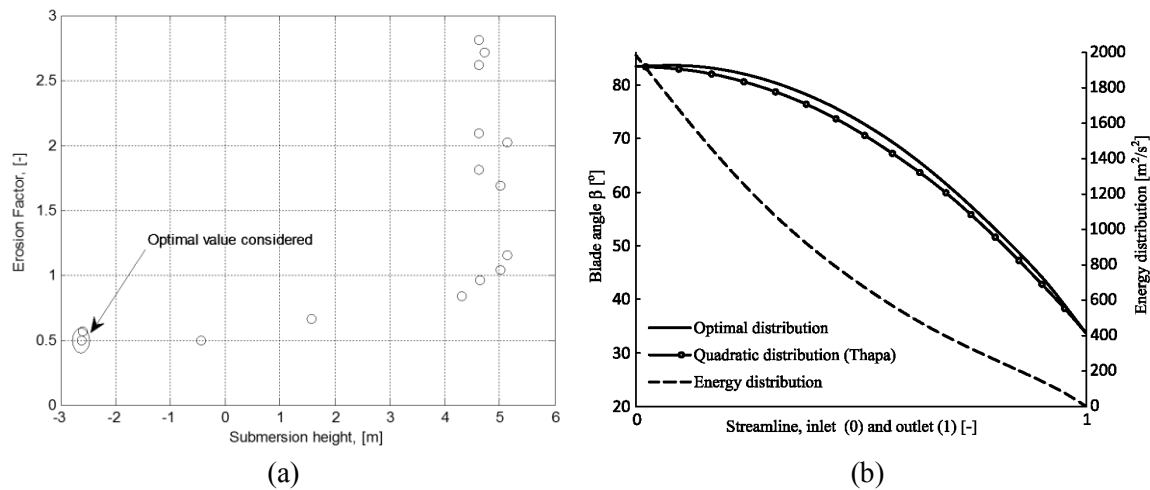 3
2.5
2
1.5
1
0.5
0
Erosion Factor, [-]
Optimal value considered
-3 -2 -1 0 1 2 3 4 5 6
Submersion height, [m]
(a)
80
70
60
50
40
30
20
Blade angle β [º]
2000
1800
1600
1400
1200
1000
800
600
400
200
0
Energy distribution [m²/s²]
Optimal distribution
Quadratic distribution (Thapa)
Energy distribution
0 1
Streamline, inlet (0) and outlet (1) [-]
(b)